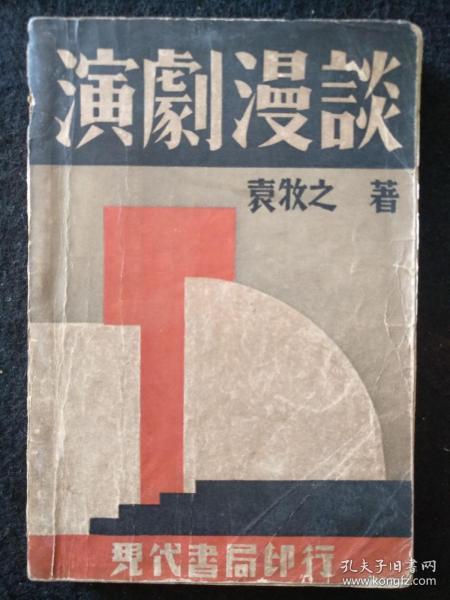 演劇漫談
袁牧之 著
現代書局印行
孔夫子旧书网
www.kongfz.com